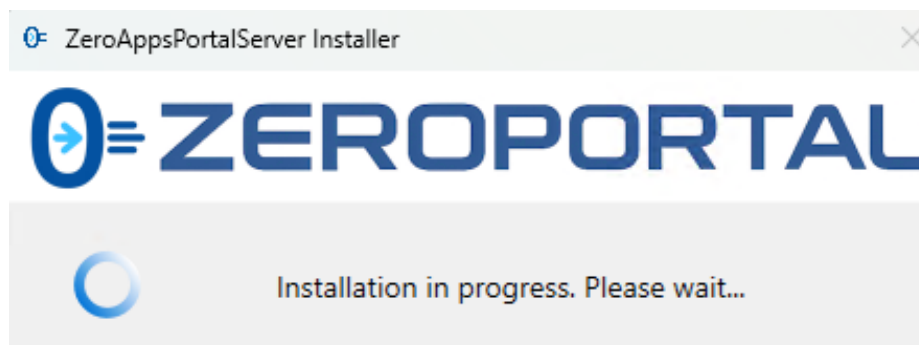 ZeroAppsPortalServer Installer
ZEROPORTAL
Installation in progress. Please wait...